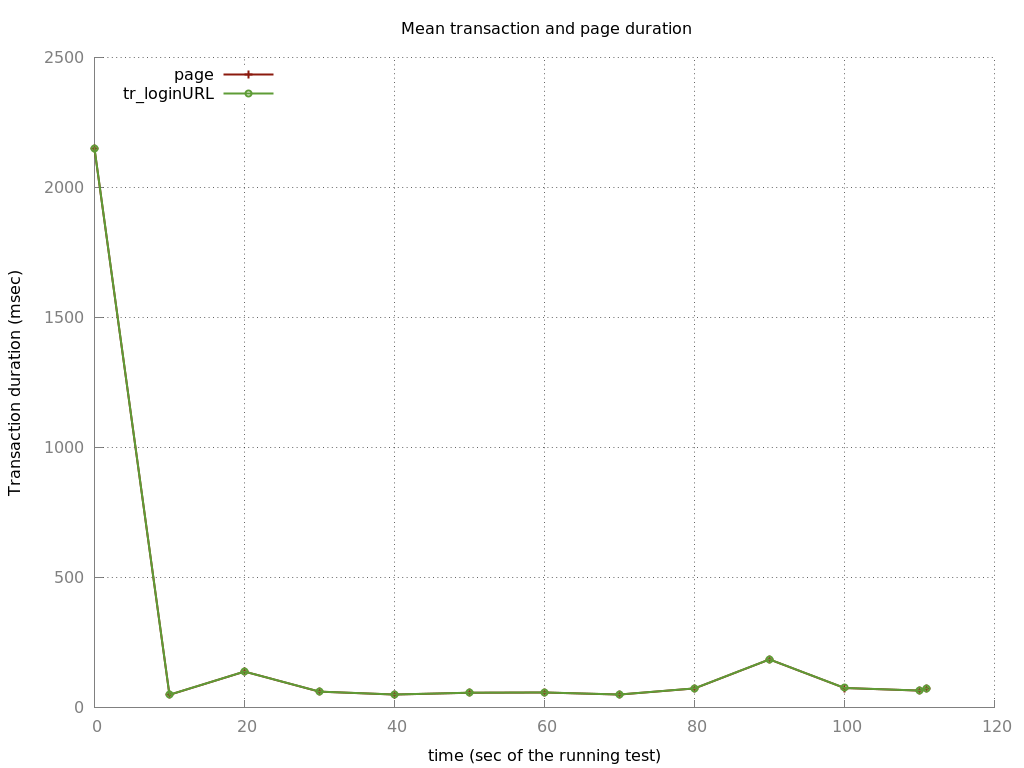 Mean transaction and page duration
2500
page
tr_loginURL
2000
1500
1000
500
0
Transaction duration (msec)
0 20 40 60 80 100 120
time (sec of the running test)